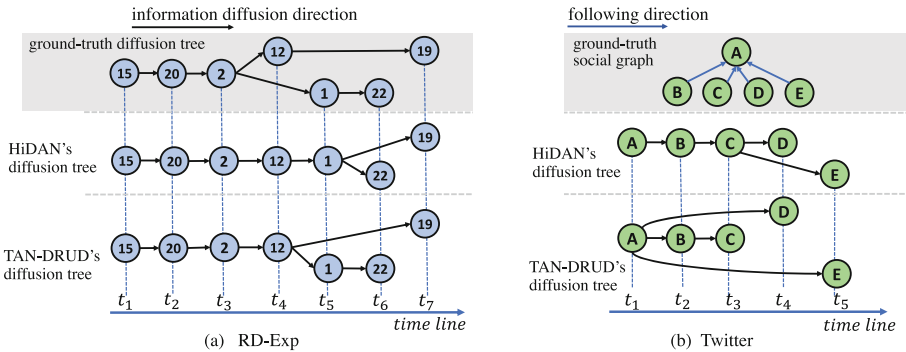 information diffusion direction
ground-truth diffusion tree
12
19
15
20
2
1
22
HiDAN's
diffusion tree
15
20
2
12
1
19
22
TAN-DRUD's
diffusion tree
15
20
2
12
19
1
22
t1 t2 t3 t4 t5 t6 t7
time line
(a) RD-Exp
following direction
ground-truth
social graph
A
B C D E
HiDAN's
diffusion tree
A B C D
E
TAN-DRUD's
diffusion tree
D
A B C
E
t1 t2 t3 t4 t5
time line
(b) Twitter